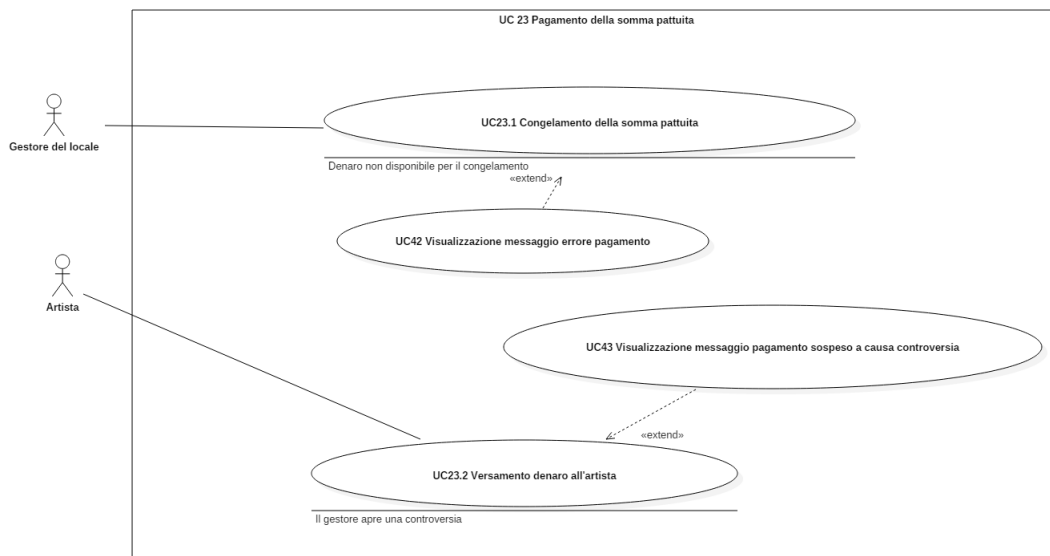 UC 23 Pagamento della somma pattuita
UC23.1 Congelamento della somma pattuita
Gestore del locale
Denaro non disponibile per il congelamento
«extend»
UC42 Visualizzazione messaggio errore pagamento
Artista
UC43 Visualizzazione messaggio pagamento sospeso a causa controversia
«extend»
UC23.2 Versamento denaro all'artista
Il gestore apre una controversia